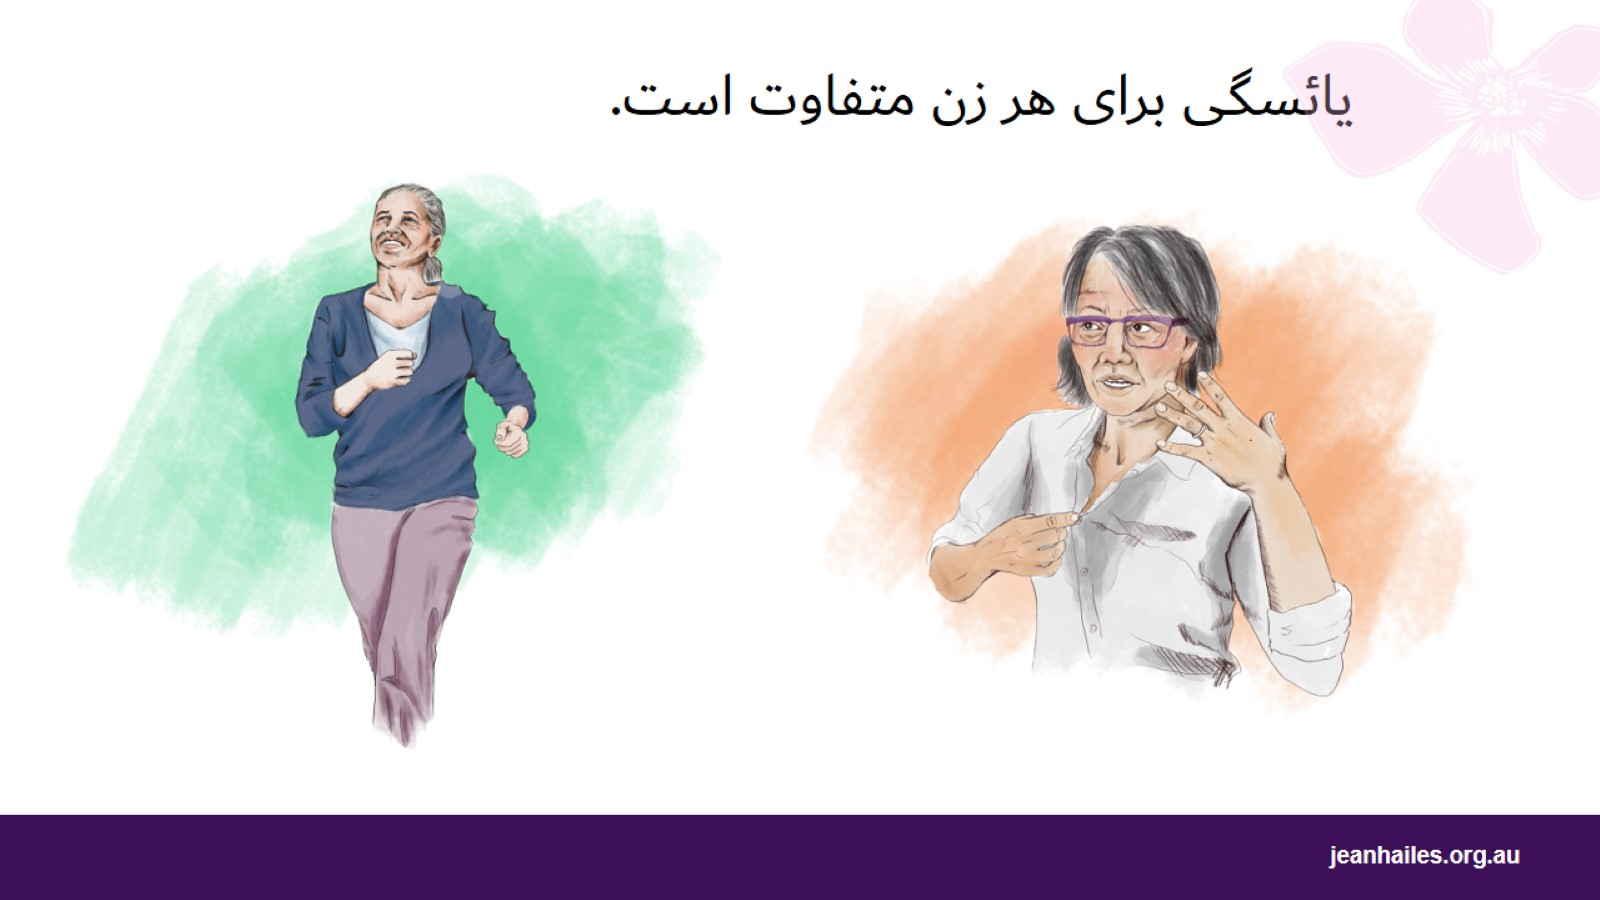 یائسگی برای هر زن متفاوت است.
jeanhailes.org.au